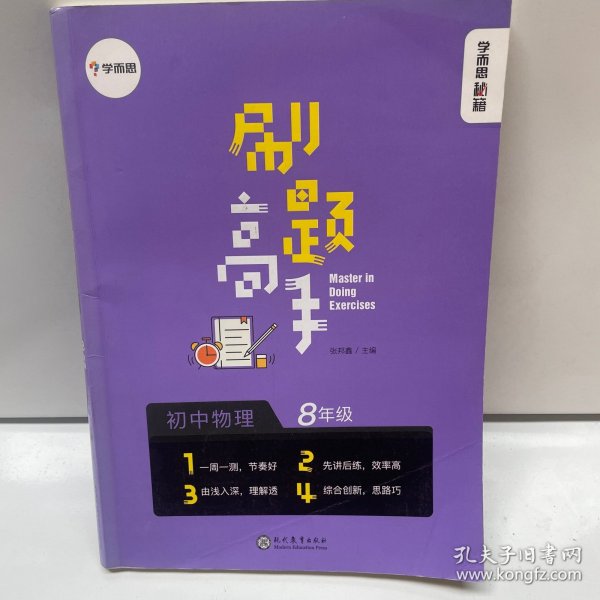 学而思
学而思秘籍
刷题
高手
Master in
Doing
Exercises
张邦鑫 / 主编
初中物理 8年级
1 一周一测，节奏好
2 先讲后练，效率高
3 由浅入深，理解透
4 综合创新，思路巧
现代教育出版社
Modern Education Press
孔夫子旧书网
www.kongfz.com